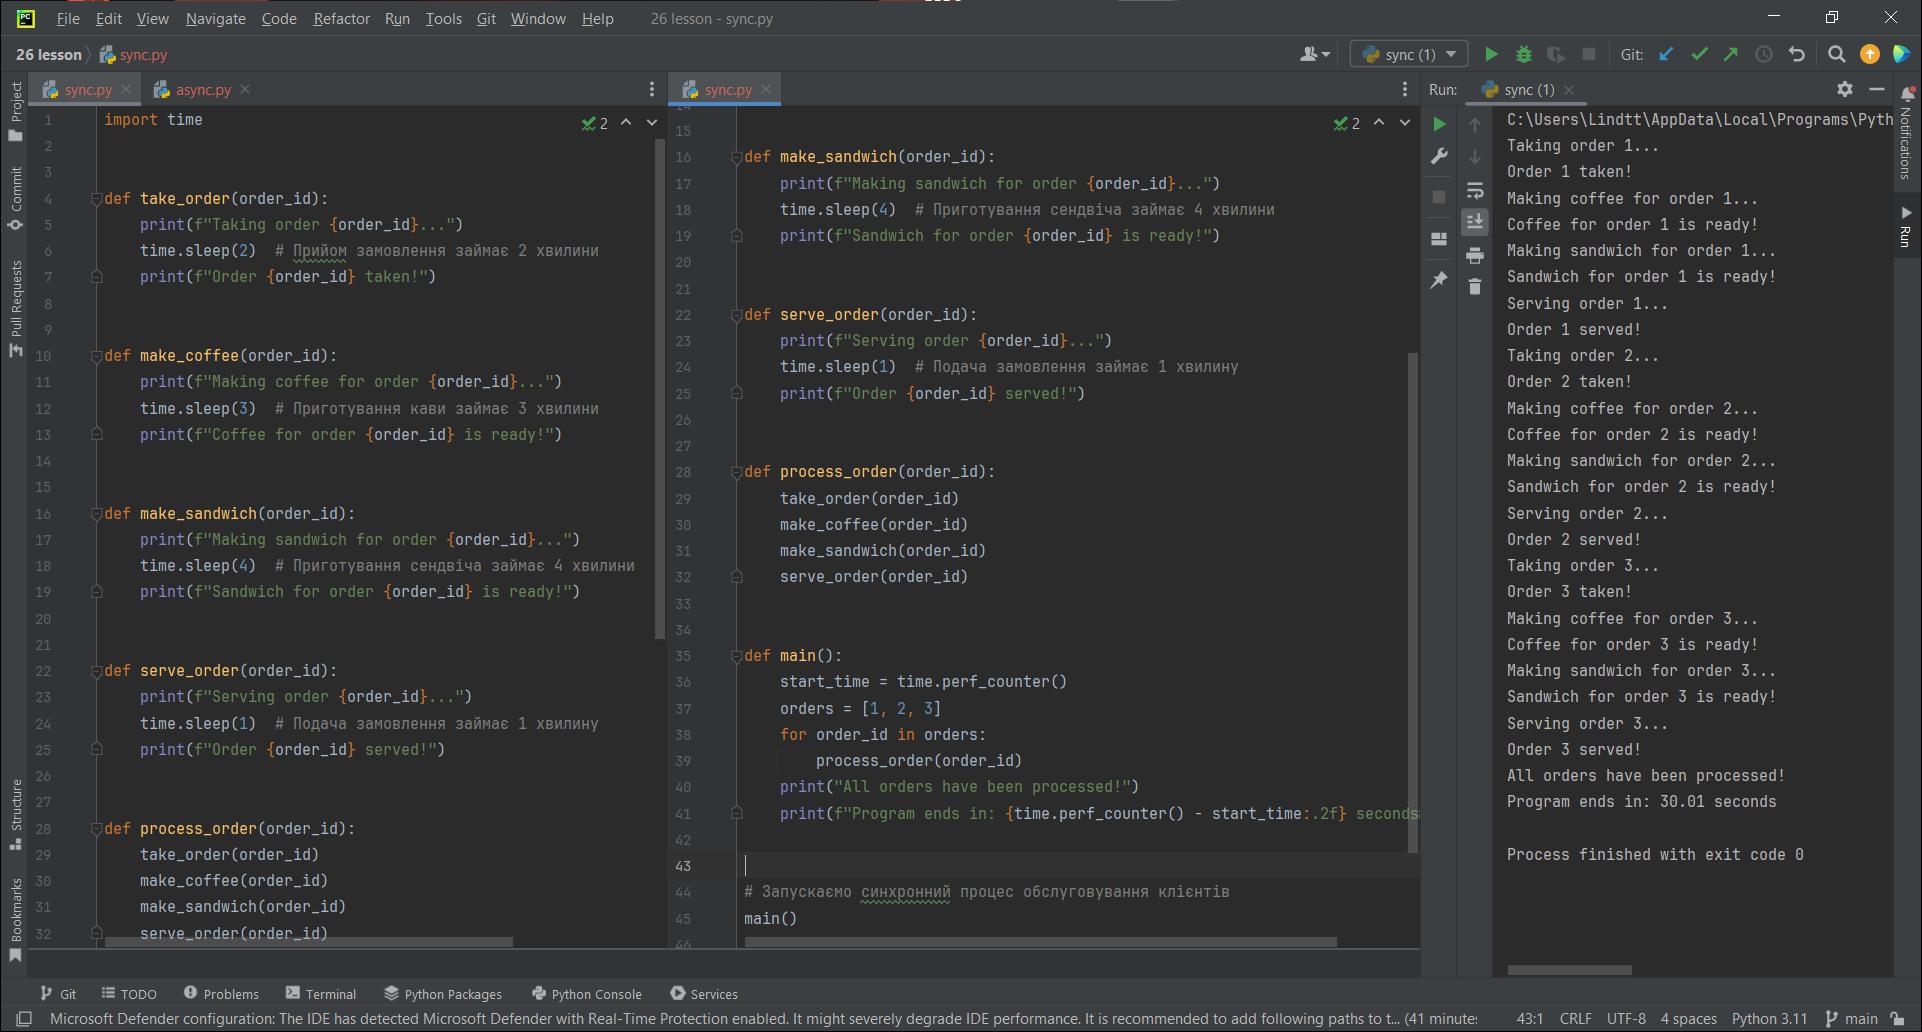 File Edit View Navigate Code Refactor Run Tools Git Window Help 26 lesson - sync.py
26 lesson sync.py
sync (1) Git:
sync.py async.py
1 import time
2
3
4 def take_order(order_id):
5 print(f"Taking order {order_id}...")
6 time.sleep(2) # Прийом замовлення займає 2 хвилини
7 print(f"Order {order_id} taken!")
8
9
10 def make_coffee(order_id):
11 print(f"Making coffee for order {order_id}...")
12 time.sleep(3) # Приготування кави займає 3 хвилини
13 print(f"Coffee for order {order_id} is ready!")
14
15
16 def make_sandwich(order_id):
17 print(f"Making sandwich for order {order_id}...")
18 time.sleep(4) # Приготування сендвіча займає 4 хвилини
19 print(f"Sandwich for order {order_id} is ready!")
20
21
22 def serve_order(order_id):
23 print(f"Serving order {order_id}...")
24 time.sleep(1) # Подача замовлення займає 1 хвилину
25 print(f"Order {order_id} served!")
26
27
28 def process_order(order_id):
29 take_order(order_id)
30 make_coffee(order_id)
31 make_sandwich(order_id)
32 serve_order(order_id)
2
sync.py
2
15
16 def make_sandwich(order_id):
17 print(f"Making sandwich for order {order_id}...")
18 time.sleep(4) # Приготування сендвіча займає 4 хвилини
19 print(f"Sandwich for order {order_id} is ready!")
20
21
22 def serve_order(order_id):
23 print(f"Serving order {order_id}...")
24 time.sleep(1) # Подача замовлення займає 1 хвилину
25 print(f"Order {order_id} served!")
26
27
28 def process_order(order_id):
29 take_order(order_id)
30 make_coffee(order_id)
31 make_sandwich(order_id)
32 serve_order(order_id)
33
34
35 def main():
36 start_time = time.perf_counter()
37 orders = [1, 2, 3]
38 for order_id in orders:
39 process_order(order_id)
40 print("All orders have been processed!")
41 print(f"Program ends in: {time.perf_counter() - start_time:.2f} seconds
42
43
44 # Запускаємо синхронний процес обслуговування клієнтів
45 main()
46
Run: sync (1)
C:\Users\Lindtt\AppData\Local\Programs\Pyth
Taking order 1...
Order 1 taken!
Making coffee for order 1...
Coffee for order 1 is ready!
Making sandwich for order 1...
Sandwich for order 1 is ready!
Serving order 1...
Order 1 served!
Taking order 2...
Order 2 taken!
Making coffee for order 2...
Coffee for order 2 is ready!
Making sandwich for order 2...
Sandwich for order 2 is ready!
Serving order 2...
Order 2 served!
Taking order 3...
Order 3 taken!
Making coffee for order 3...
Coffee for order 3 is ready!
Making sandwich for order 3...
Sandwich for order 3 is ready!
Serving order 3...
Order 3 served!
All orders have been processed!
Program ends in: 30.01 seconds
Process finished with exit code 0
Project
Commit
Pull Requests
Structure
Bookmarks
Notifications
Run
Git TODO Problems Terminal Python Packages Python Console Services
Microsoft Defender configuration: The IDE has detected Microsoft Defender with Real-Time Protection enabled. It might severely degrade IDE performance. It is recommended to add following paths to t... (41 minutes 43:1 CRLF UTF-8 4 spaces Python 3.11 main